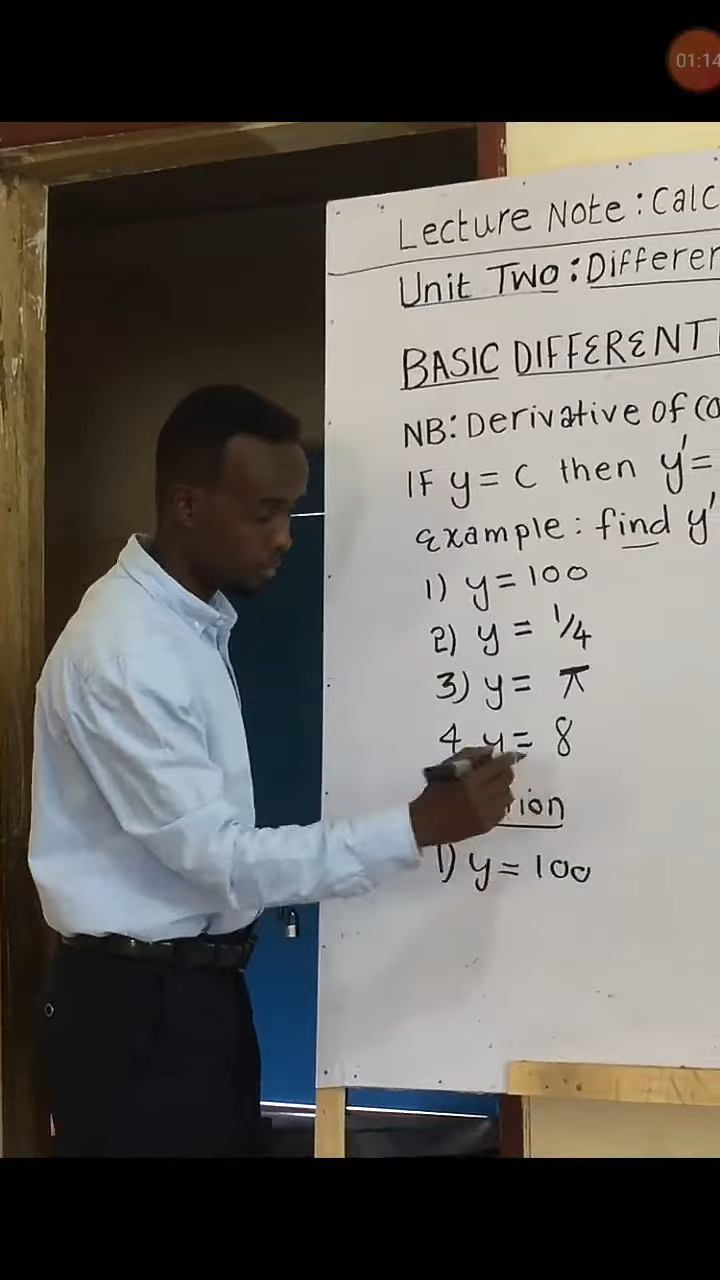 01:14
Lecture Note: Calc
Unit Two: Differen
BASIC DIFFERENT
NB: Derivative of co
IF y = C then y' =
example: find y'
1) y = 100
2) y = 1/4
3) y = π
4 y = 8
tion
1) y = 100